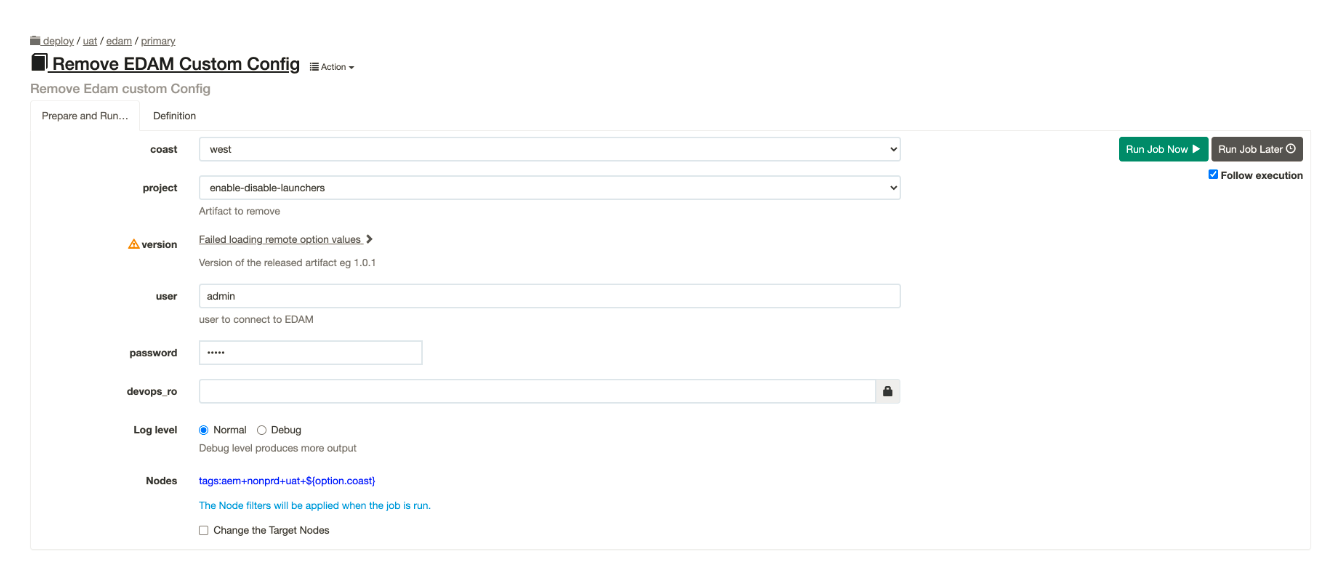 deploy / uat / edam / primary
Remove EDAM Custom Config Action
Remove Edam custom Config
Prepare and Run… Definition
coast west Run Job Now Run Job Later
Follow execution
project enable-disable-launchers
Artifact to remove
version Failed loading remote option values
Version of the released artifact eg 1.0.1
user admin
user to connect to EDAM
password •••••
devops_ro
Log level Normal Debug
Debug level produces more output
Nodes tags:aem+nonprd+uat+${option.coast}
The Node filters will be applied when the job is run.
Change the Target Nodes